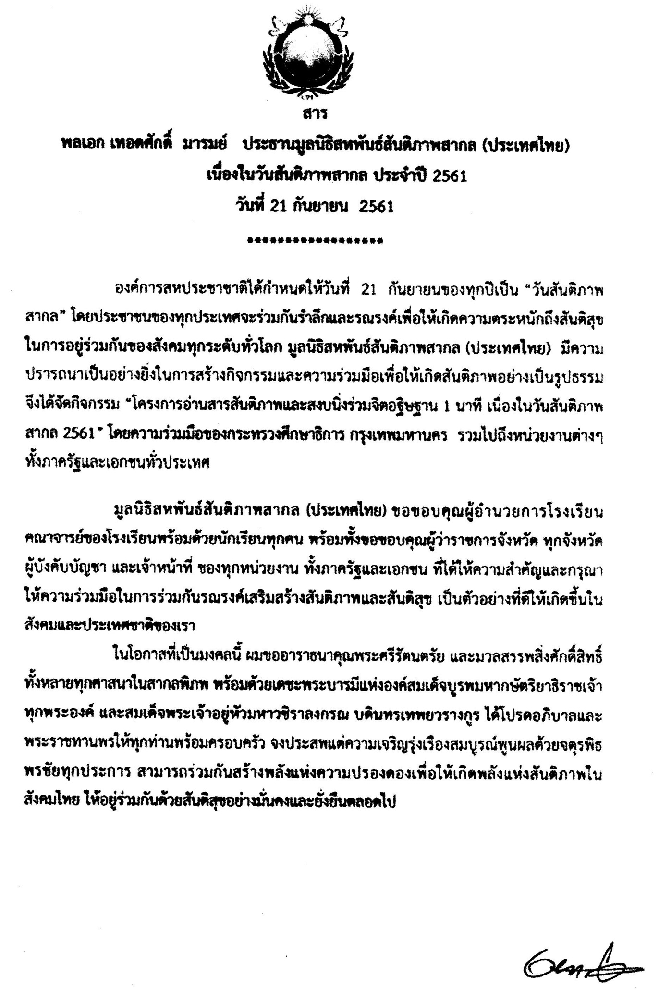 สาร
พลเอก เทอดศักดิ์ มารมย์ ประธานมูลนิธิสหพันธ์สันติภาพสากล (ประเทศไทย)
เนื่องในวันสันติภาพสากล ประจำปี 2561
วันที่ 21 กันยายน 2561
******************
องค์การสหประชาชาติได้กำหนดให้วันที่ 21 กันยายนของทุกปีเป็น "วันสันติภาพ
สากล" โดยประชาชนของทุกประเทศจะร่วมกันรำลึกและรณรงค์เพื่อให้เกิดความตระหนักถึงสันติสุข
ในการอยู่ร่วมกันของสังคมทุกระดับทั่วโลก มูลนิธิสหพันธ์สันติภาพสากล (ประเทศไทย) มีความ
ปรารถนาเป็นอย่างยิ่งในการสร้างกิจกรรมและความร่วมมือเพื่อให้เกิดสันติภาพอย่างเป็นรูปธรรม
จึงได้จัดกิจกรรม "โครงการอ่านสารสันติภาพและสงบนิ่งร่วมจิตอฐิษฐาน 1 นาที เนื่องในวันสันติภาพ
สากล 2561" โดยความร่วมมือของกระทรวงศึกษาธิการ กรุงเทพมหานคร รวมไปถึงหน่วยงานต่างๆ
ทั้งภาครัฐและเอกชนทั่วประเทศ
มูลนิธิสหพันธ์สันติภาพสากล (ประเทศไทย) ขอขอบคุณผู้อำนวยการโรงเรียน
คณาจารย์ของโรงเรียนพร้อมด้วยนักเรียนทุกคน พร้อมทั้งขอขอบคุณผู้ว่าราชการจังหวัด ทุกจังหวัด
ผู้บังคับบัญชา และเจ้าหน้าที่ ของทุกหน่วยงาน ทั้งภาครัฐและเอกชน ที่ได้ให้ความสำคัญและกรุณา
ให้ความร่วมมือในการร่วมกันรณรงค์เสริมสร้างสันติภาพและสันติสุข เป็นตัวอย่างที่ดีให้เกิดขึ้นใน
สังคมและประเทศชาติของเรา
ในโอกาสที่เป็นมงคลนี้ ผมขออาราธนาคุณพระศรีรัตนตรัย และมวลสรรพสิ่งศักดิ์สิทธิ์
ทั้งหลายทุกศาสนาในสากลพิภพ พร้อมด้วยเดชะพระบารมีแห่งองค์สมเด็จบูรพมหากษัตริยาธิราชเจ้า
ทุกพระองค์ และสมเด็จพระเจ้าอยู่หัวมหาวชิราลงกรณ บดินทรเทพยวรางกูร ได้โปรดอภิบาลและ
พระราชทานพรให้ทุกท่านพร้อมครอบครัว จงประสพแต่ความเจริญรุ่งเรืองสมบูรณ์พูนผลด้วยจตุรพิธ
พรชัยทุกประการ สามารถร่วมกันสร้างพลังแห่งความปรองดองเพื่อให้เกิดพลังแห่งสันติภาพใน
สังคมไทย ให้อยู่ร่วมกันด้วยสันติสุขอย่างมั่นคงและยั่งยืนตลอดไป